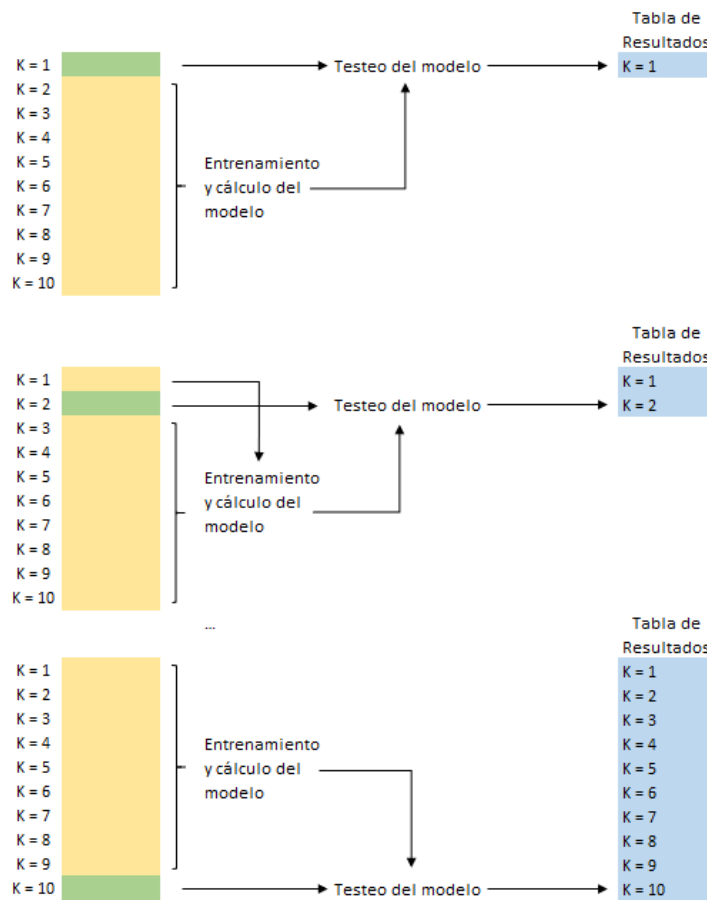 Tabla de
Resultados
K = 1
Testeo del modelo
K = 1
K = 2
K = 3
K = 4
K = 5
K = 6
K = 7
K = 8
K = 9
K = 10
Entrenamiento
y cálculo del
modelo
Tabla de
Resultados
K = 1
K = 1
K = 2
Testeo del modelo
K = 2
K = 3
K = 4
K = 5
K = 6
K = 7
K = 8
K = 9
K = 10
Entrenamiento
y cálculo del
modelo
...
Tabla de
Resultados
K = 1
K = 2
K = 3
K = 4
K = 5
K = 6
K = 7
K = 8
K = 9
K = 10
Entrenamiento
y cálculo del
modelo
Testeo del modelo
K = 1
K = 2
K = 3
K = 4
K = 5
K = 6
K = 7
K = 8
K = 9
K = 10